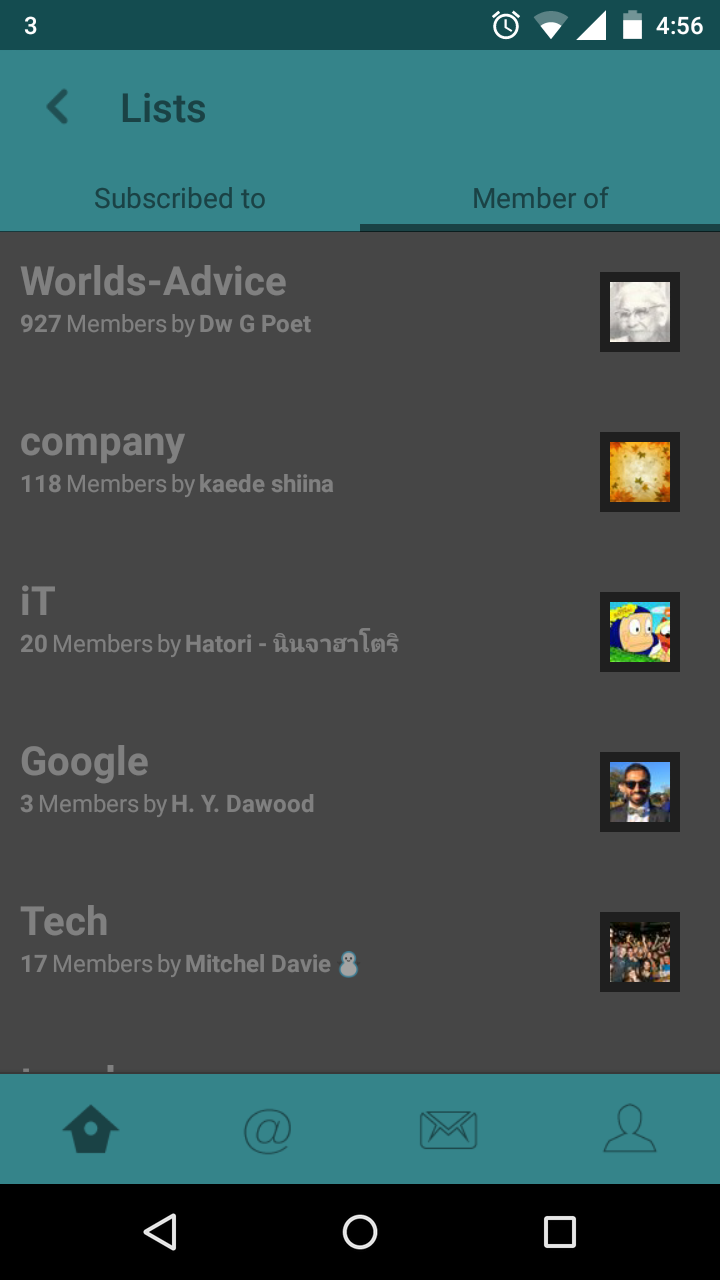 3
4:56
Lists
Subscribed to
Member of
Worlds-Advice
927 Members by Dw G Poet
company
118 Members by kaede shiina
iT
20 Members by Hatori - นินจาฮาโตริ
Google
3 Members by H. Y. Dawood
Tech
17 Members by Mitchel Davie ⛄